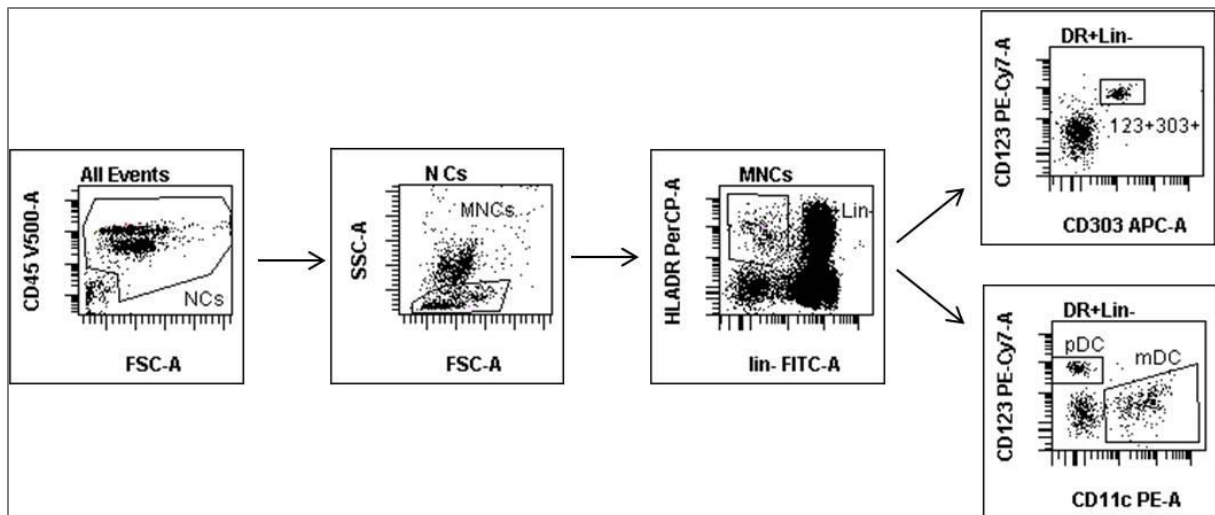 All Events
CD45 V500-A
NCs
FSC-A
N Cs
SSC-A
MNCs
FSC-A
MNCs
HLADR PerCP-A
+Lin-
lin- FITC-A
DR+Lin-
CD123 PE-Cy7-A
123+303+
CD303 APC-A
DR+Lin-
CD123 PE-Cy7-A
pDC
mDC
CD11c PE-A